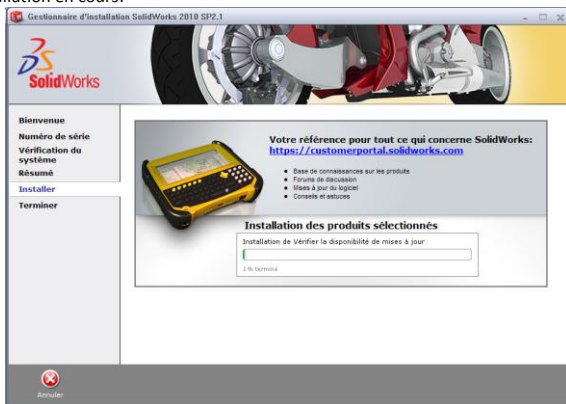 llation en cours.
Gestionnaire d'installation SolidWorks 2010 SP2.1
SolidWorks
Bienvenue
Numéro de série
Vérification du
système
Résumé
Installer
Terminer
Votre référence pour tout ce qui concerne SolidWorks:
https://customerportal.solidworks.com
Base de connaissances sur les produits
Forums de discussion
Mises à jour du logiciel
Conseils et astuces
Installation des produits sélectionnés
Installation de Vérifier la disponibilité de mises à jour
1% terminé
Annuler